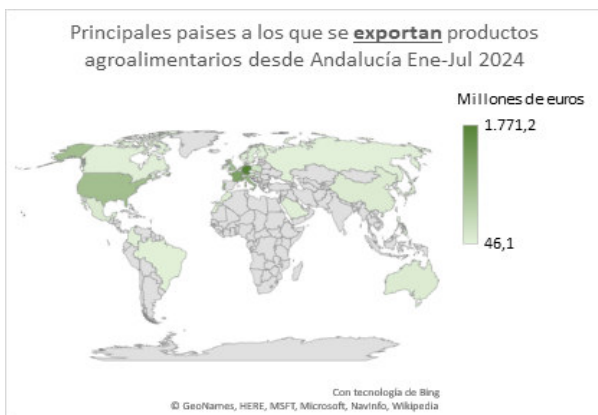 Principales paises a los que se exportan productos
agroalimentarios desde Andalucía Ene-Jul 2024
Millones de euros
1.771,2
46,1
Con tecnología de Bing
© GeoNames, HERE, MSFT, Microsoft, NavInfo, Wikipedia